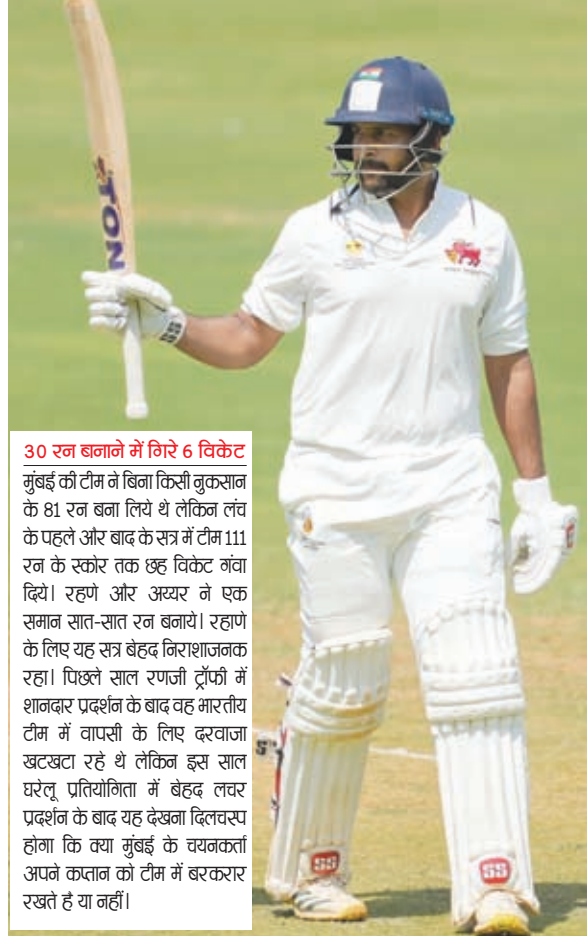 TON
SS
30 रन बनाने में गिरे 6 विकेट
मुंबई की टीम ने बिना किसी नुकसान
के 81 रन बना लिये थे लेकिन लंच
के पहले और बाद के सत्र में टीम 111
रन के स्कोर तक छह विकेट गंवा
दिये। रहणे और अय्यर ने एक
समान सात-सात रन बनाये। रहाणे
के लिए यह सत्र बेहद निराशाजनक
रहा। पिछले साल रणजी ट्रॉफी में
शानदार प्रदर्शन के बाद वह भारतीय
टीम में वापसी के लिए दरवाजा
खटखटा रहे थे लेकिन इस साल
घरेलू प्रतियोगिता में बेहद लचर
प्रदर्शन के बाद यह देखना दिलचस्प
होगा कि क्या मुंबई के चयनकर्ता
अपने कप्तान को टीम में बरकरार
रखते है या नहीं।
SS
SS